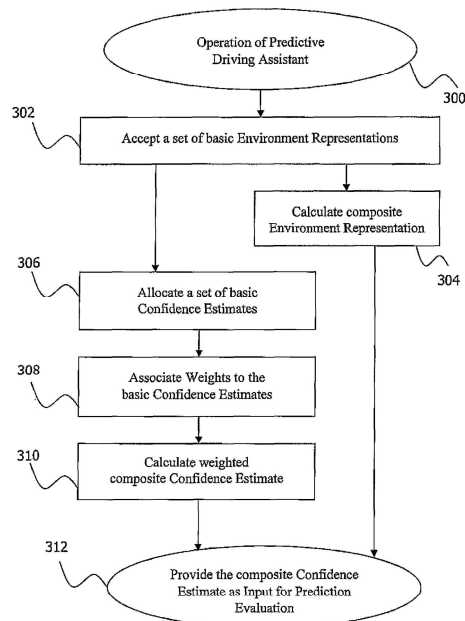 Operation of Predictive
Driving Assistant
300
302
Accept a set of basic Environment Representations
Calculate composite
Environment Representation
304
306
Allocate a set of basic
Confidence Estimates
308
Associate Weights to the
basic Confidence Estimates
310
Calculate weighted
composite Confidence Estimate
312
Provide the composite Confidence
Estimate as Input for Prediction
Evaluation